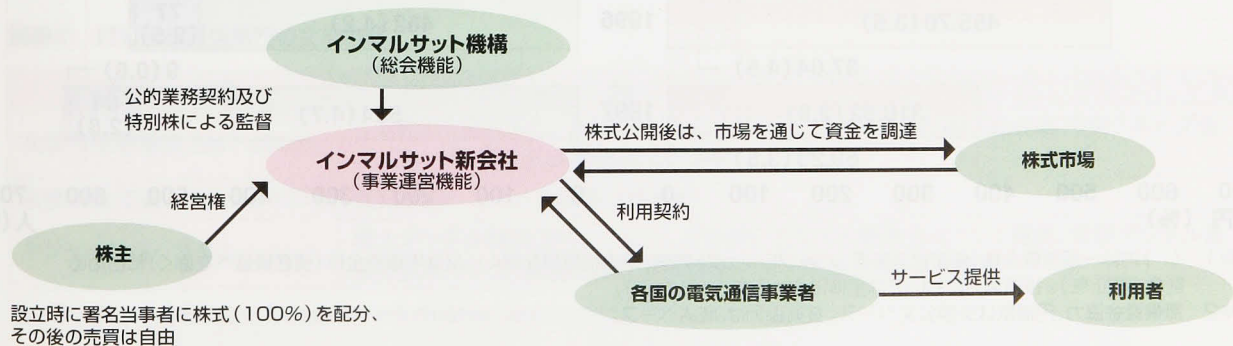 インマルサット機構
（総会機能）
公的業務契約及び
特別株による監督
インマルサット新会社
（事業運営機能）
株式公開後は、市場を通じて資金を調達
株式市場
経営権
利用契約
株主
各国の電気通信事業者
サービス提供
利用者
設立時に署名当事者に株式（100％）を配分、
その後の売買は自由